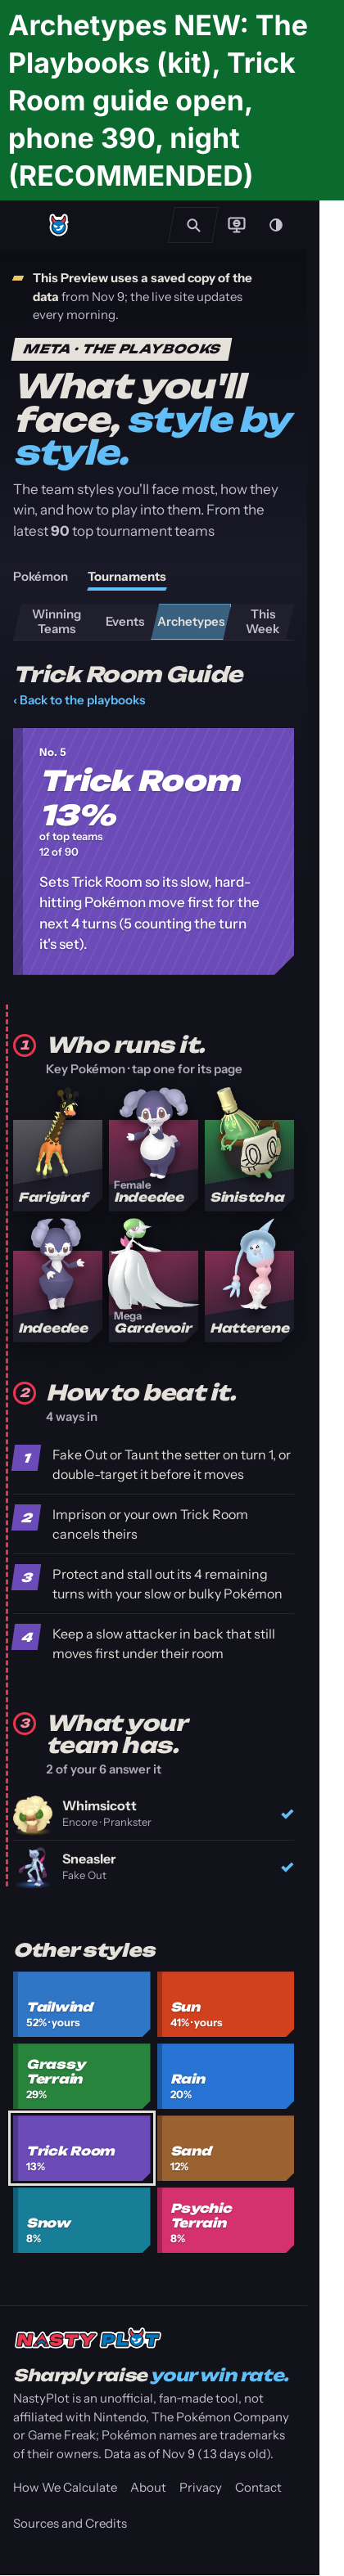 Archetypes NEW: The
Playbooks (kit), Trick
Room guide open,
phone 390, night
(RECOMMENDED)
This Preview uses a saved copy of the
data from Nov 9; the live site updates
every morning.
META · THE PLAYBOOKS
What you'll
face, style by
style.
The team styles you'll face most, how they
win, and how to play into them. From the
latest 90 top tournament teams
Pokémon Tournaments
Winning
Teams
Events
Archetypes
This
Week
Trick Room Guide
‹ Back to the playbooks
No. 5
Trick Room
13%
of top teams
12 of 90
Sets Trick Room so its slow, hard-
hitting Pokémon move first for the
next 4 turns (5 counting the turn
it's set).
1 Who runs it.
Key Pokémon · tap one for its page
Farigiraf
Female
Indeedee
Sinistcha
Indeedee
Mega
Gardevoir
Hatterene
2 How to beat it.
4 ways in
1 Fake Out or Taunt the setter on turn 1, or
double-target it before it moves
2 Imprison or your own Trick Room
cancels theirs
3 Protect and stall out its 4 remaining
turns with your slow or bulky Pokémon
4 Keep a slow attacker in back that still
moves first under their room
3 What your
team has.
2 of your 6 answer it
Whimsicott
Encore · Prankster
Sneasler
Fake Out
Other styles
Tailwind
52% · yours
Sun
41% · yours
Grassy
Terrain
29%
Rain
20%
Trick Room
13%
Sand
12%
Snow
8%
Psychic
Terrain
8%
NASTY PLOT
Sharply raise your win rate.
NastyPlot is an unofficial, fan-made tool, not
affiliated with Nintendo, The Pokémon Company
or Game Freak; Pokémon names are trademarks
of their owners. Data as of Nov 9 (13 days old).
How We Calculate About Privacy Contact
Sources and Credits